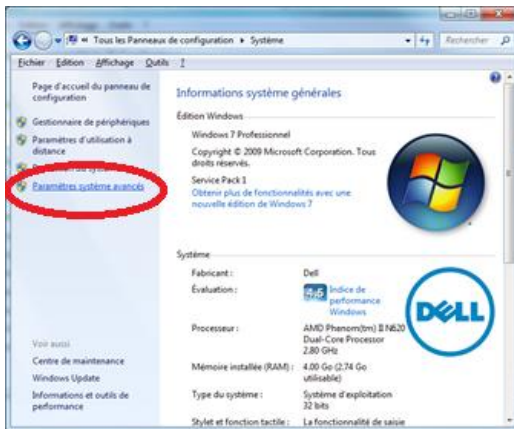 Tous les Panneaux de configuration ▸ Système
Rechercher
Fichier Edition Affichage Outils ?
Page d'accueil du panneau de
configuration
Gestionnaire de périphériques
Paramètres d'utilisation à
distance
Paramètres système avancés
Voir aussi
Centre de maintenance
Windows Update
Informations et outils de
performance
Informations système générales
Édition Windows
Windows 7 Professionnel
Copyright © 2009 Microsoft Corporation. Tous
droits réservés.
Service Pack 1
Obtenir plus de fonctionnalités avec une
nouvelle édition de Windows 7
Système
Fabricant : Dell
Évaluation : 4,6 Indice de
performance
Windows
Processeur : AMD Phenom(tm) II N620
Dual-Core Processor
2.80 GHz
Mémoire installée (RAM) : 4,00 Go (2,74 Go
utilisable)
Type du système : Système d'exploitation
32 bits
Stylet et fonction tactile : La fonctionnalité de saisie
DELL